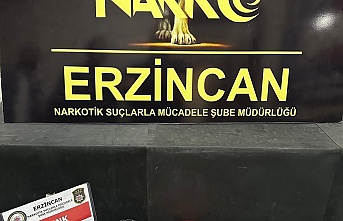 NARKO
ERZİNCAN
NARKOTİK SUÇLARLA MÜCADELE ŞUBE MÜDÜRLÜĞÜ
ERZİNCAN